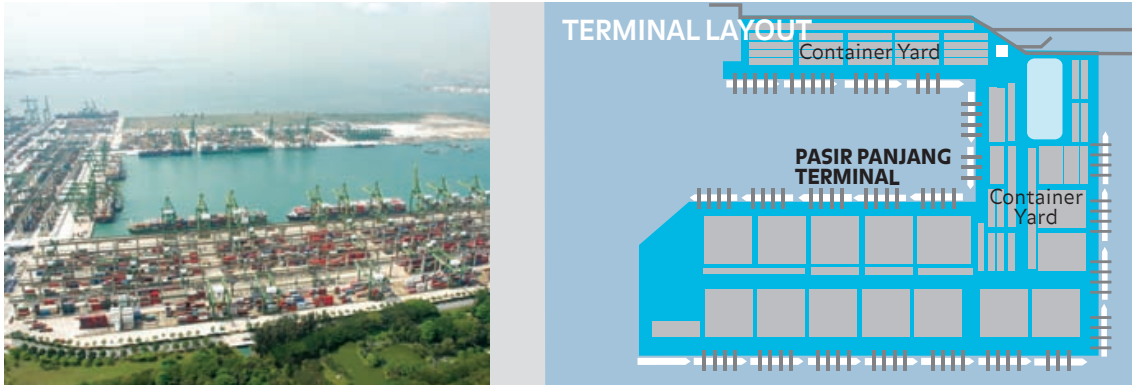 TERMINAL LAYOUT
Container Yard
PASIR PANJANG
TERMINAL
Container
Yard